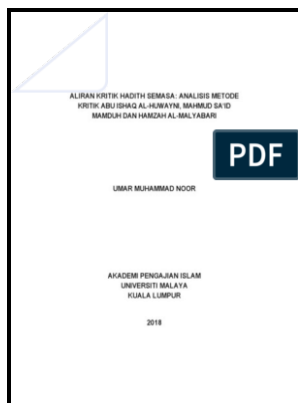 ALIRAN KRITIK HADITH SEMASA: ANALISIS METODE
KRITIK ABU ISHAQ AL-HUWAYNI, MAHMUD SA'ID
MAMDUH DAN HAMZAH AL-MALYABARI
PDF
UMAR MUHAMMAD NOOR
AKADEMI PENGAJIAN ISLAM
UNIVERSITI MALAYA
KUALA LUMPUR
2018